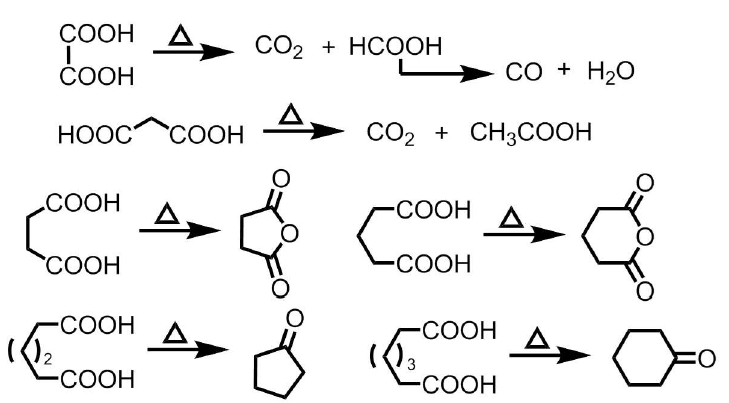 COOH Δ CO2 + HCOOH
COOH CO + H2O
HOOC COOH Δ CO2 + CH3COOH
COOH Δ O O O COOH Δ O O O
COOH COOH
( )2 COOH Δ O ( )3 COOH Δ O
COOH COOH